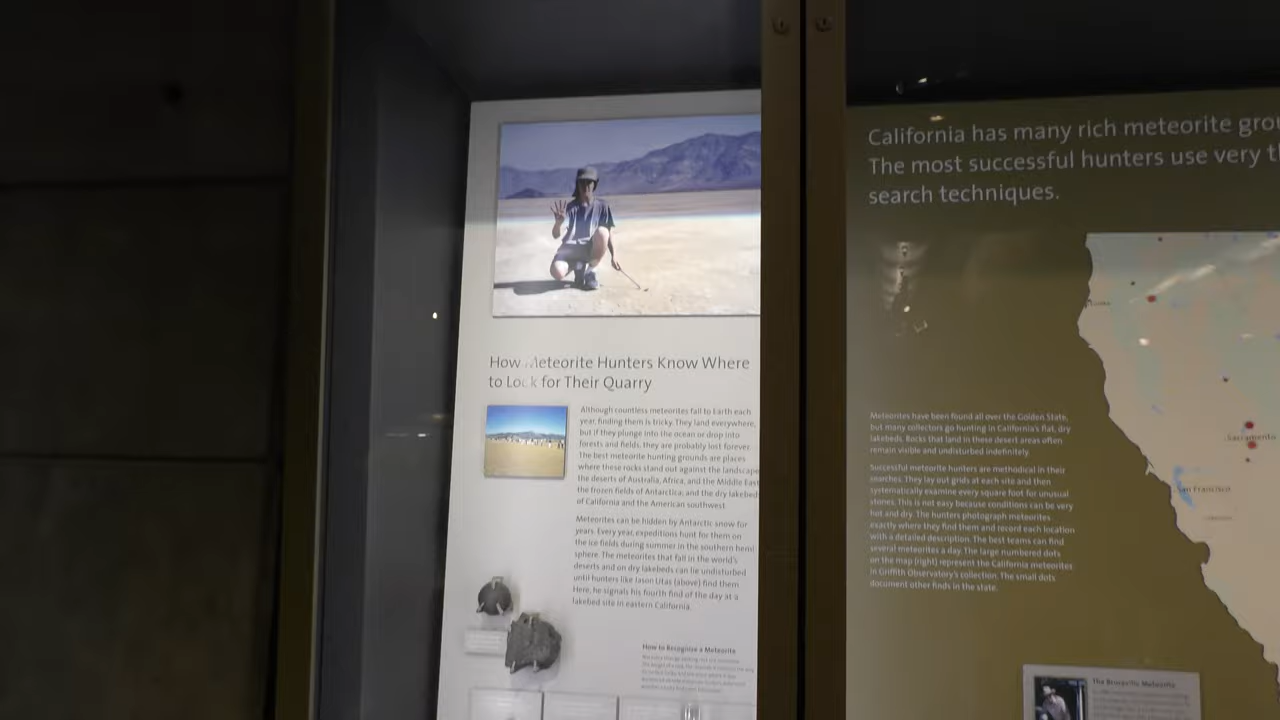 How Meteorite Hunters Know Where
to Look for Their Quarry
Although countless meteorites fall to Earth each
year, finding them is tricky. They land everywhere,
but if they plunge into the ocean or drop into
forests and fields, they are probably lost forever.
The best meteorite hunting grounds are places
where these rocks stand out against the landscape
the deserts of Australia, Africa, and the Middle East
the frozen fields of Antarctica; and the dry lakebed
of California and the American southwest.
Meteorites can be hidden by Antarctic snow for
years. Every year, expeditions hunt for them on
the ice fields during summer in the southern hemi
sphere. The meteorites that fall in the world's
deserts and on dry lakebeds can lie undisturbed
until hunters like Jason Utas (above) find them.
Here, he signals his fourth find of the day at a
lakebed site in eastern California.
How to Recognize a Meteorite
California has many rich meteorite gro
The most successful hunters use very t
search techniques.
Meteorites have been found all over the Golden State,
but many collectors go hunting in California's flat, dry
lakebeds. Rocks that land in these desert areas often
remain visible and undisturbed indefinitely.
Successful meteorite hunters are methodical in their
searches. They lay out grids at each site and then
systematically examine every square foot for unusual
stones. This is not easy because conditions can be very
hot and dry. The hunters photograph meteorites
exactly where they find them and record each location
with a detailed description. The best teams can find
several meteorites a day. The large numbered dots
on the map (right) represent the California meteorites
in Griffith Observatory's collection. The small dots
document other finds in the state.
Sacramento
San Francisco
The Meteorite